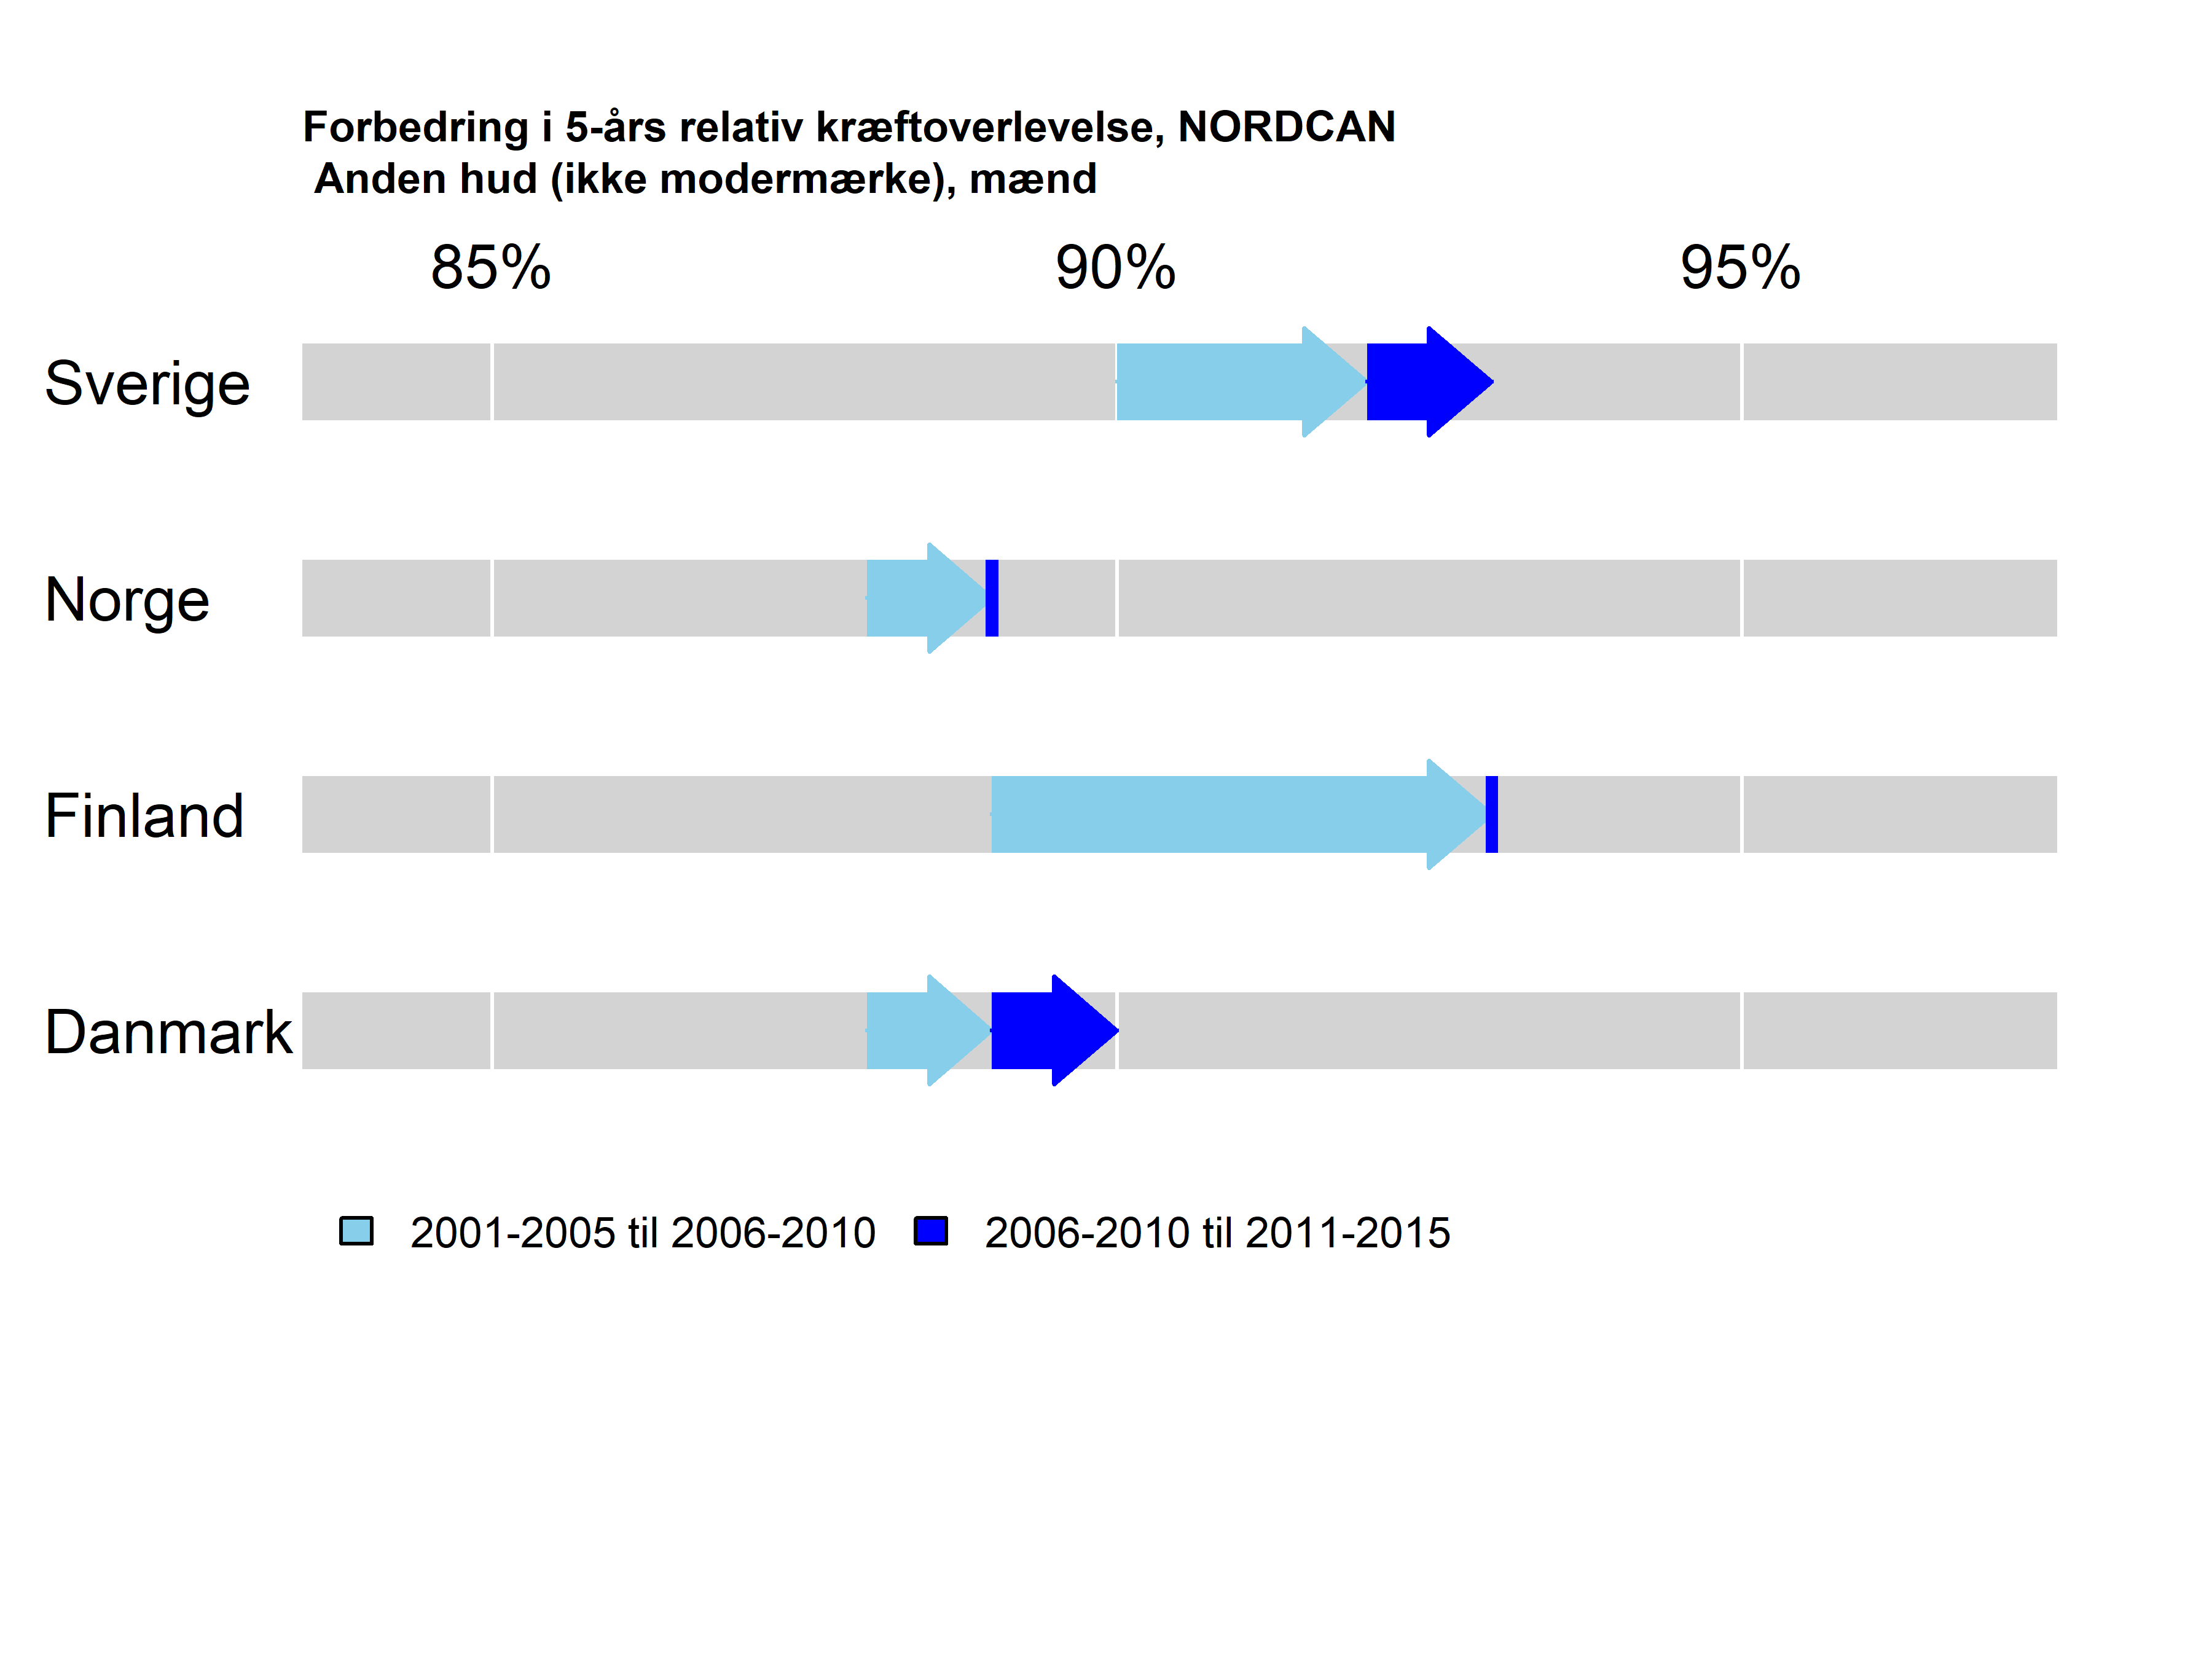 Forbedring i 5-års relativ kræftoverlevelse, NORDCAN
Anden hud (ikke modermærke), mænd
85% 90% 95%
Sverige
Norge
Finland
Danmark
2001-2005 til 2006-2010 2006-2010 til 2011-2015